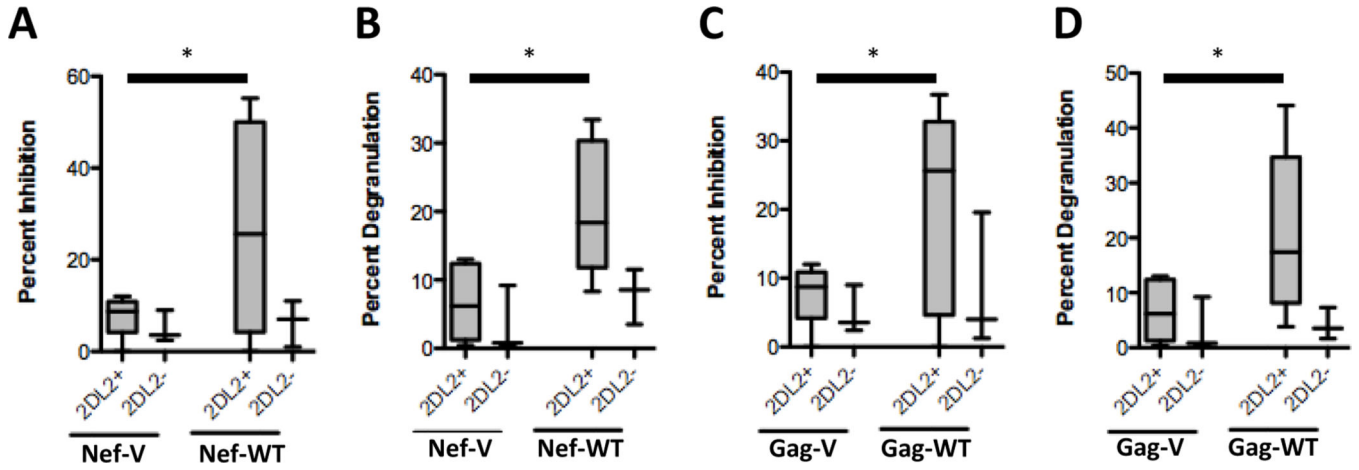 A
*
Percent Inhibition
60
40
20
0
2DL2+
2DL2-
2DL2+
2DL2-
Nef-V
Nef-WT
B
*
Percent Degranulation
40
30
20
10
0
2DL2+
2DL2-
2DL2+
2DL2-
Nef-V
Nef-WT
C
*
Percent Inhibition
40
30
20
10
0
2DL2+
2DL2-
2DL2+
2DL2-
Gag-V
Gag-WT
D
*
Percent Degranulation
50
40
30
20
10
0
2DL2+
2DL2-
2DL2+
2DL2-
Gag-V
Gag-WT